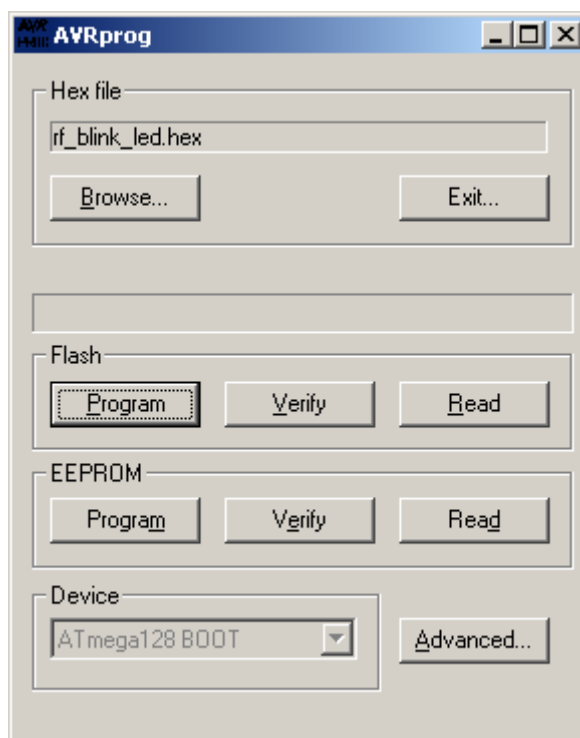 AVRprog
Hex file
rf_blink_led.hex
Browse... Exit...
Flash
Program Verify Read
EEPROM
Program Verify Read
Device
ATmega128 BOOT Advanced...